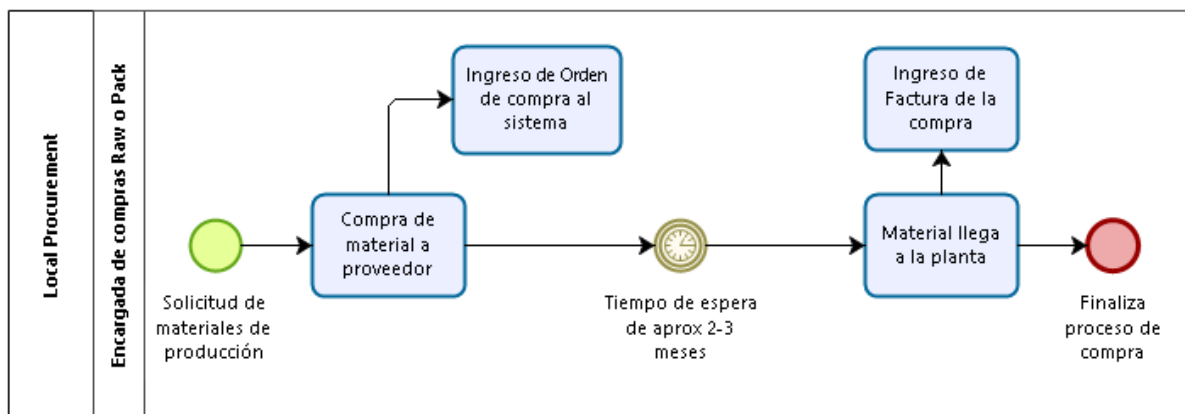 Local Procurement
Encargada de compras Raw o Pack
Solicitud de
materiales de
producción
Compra de
material a
proveedor
Ingreso de Orden
de compra al
sistema
Tiempo de espera
de aprox 2-3
meses
Material llega
a la planta
Ingreso de
Factura de la
compra
Finaliza
proceso de
compra